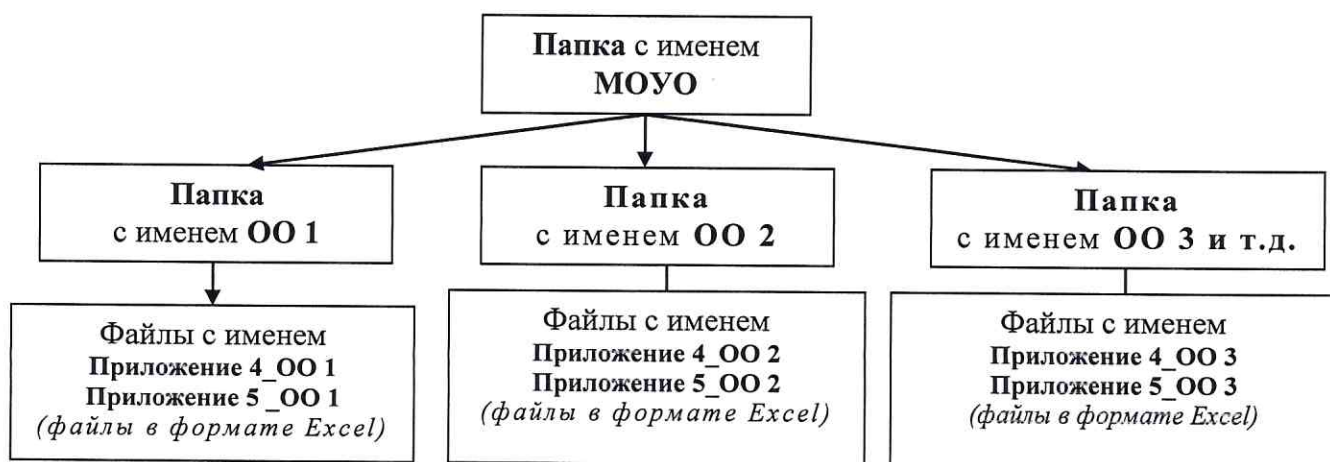 Папка с именем
МОУО
Папка
с именем ОО 1
Папка
с именем ОО 2
Папка
с именем ОО 3 и т.д.
Файлы с именем
Приложение 4_ОО 1
Приложение 5_ОО 1
(файлы в формате Excel)
Файлы с именем
Приложение 4_ОО 2
Приложение 5_ОО 2
(файлы в формате Excel)
Файлы с именем
Приложение 4_ОО 3
Приложение 5_ОО 3
(файлы в формате Excel)